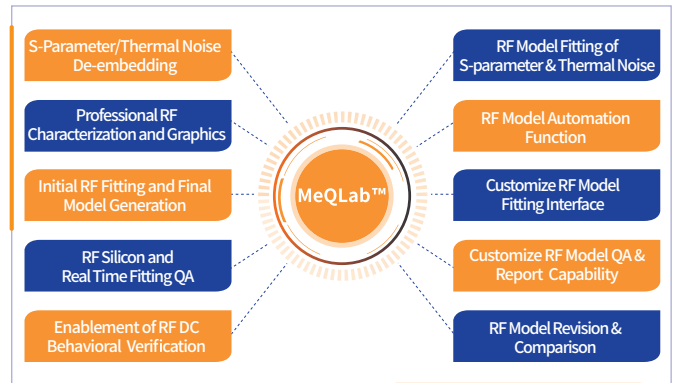 S-Parameter/Thermal Noise
De-embedding
Professional RF
Characterization and Graphics
Initial RF Fitting and Final
Model Generation
RF Silicon and
Real Time Fitting QA
Enablement of RF DC
Behavioral Verification
MeQLab™
RF Model Fitting of
S-parameter & Thermal Noise
RF Model Automation
Function
Customize RF Model
Fitting Interface
Customize RF Model QA &
Report Capability
RF Model Revision &
Comparison